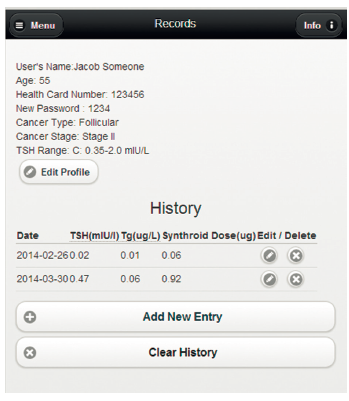 Menu Records Info i
User's Name:Jacob Someone
Age: 55
Health Card Number: 123456
New Password : 1234
Cancer Type: Follicular
Cancer Stage: Stage II
TSH Range: C: 0.35-2.0 mIU/L
Edit Profile
History
Date TSH(mIU/l) Tg(ug/L) Synthroid Dose(ug) Edit / Delete
2014-02-26 0.02 0.01 0.06
2014-03-30 0.47 0.06 0.92
Add New Entry
Clear History